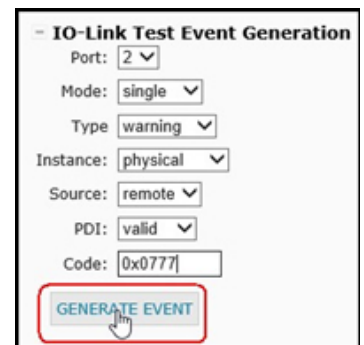 IO-Link Test Event Generation
Port: 2
Mode: single
Type warning
Instance: physical
Source: remote
PDI: valid
Code: 0x0777
GENERATE EVENT